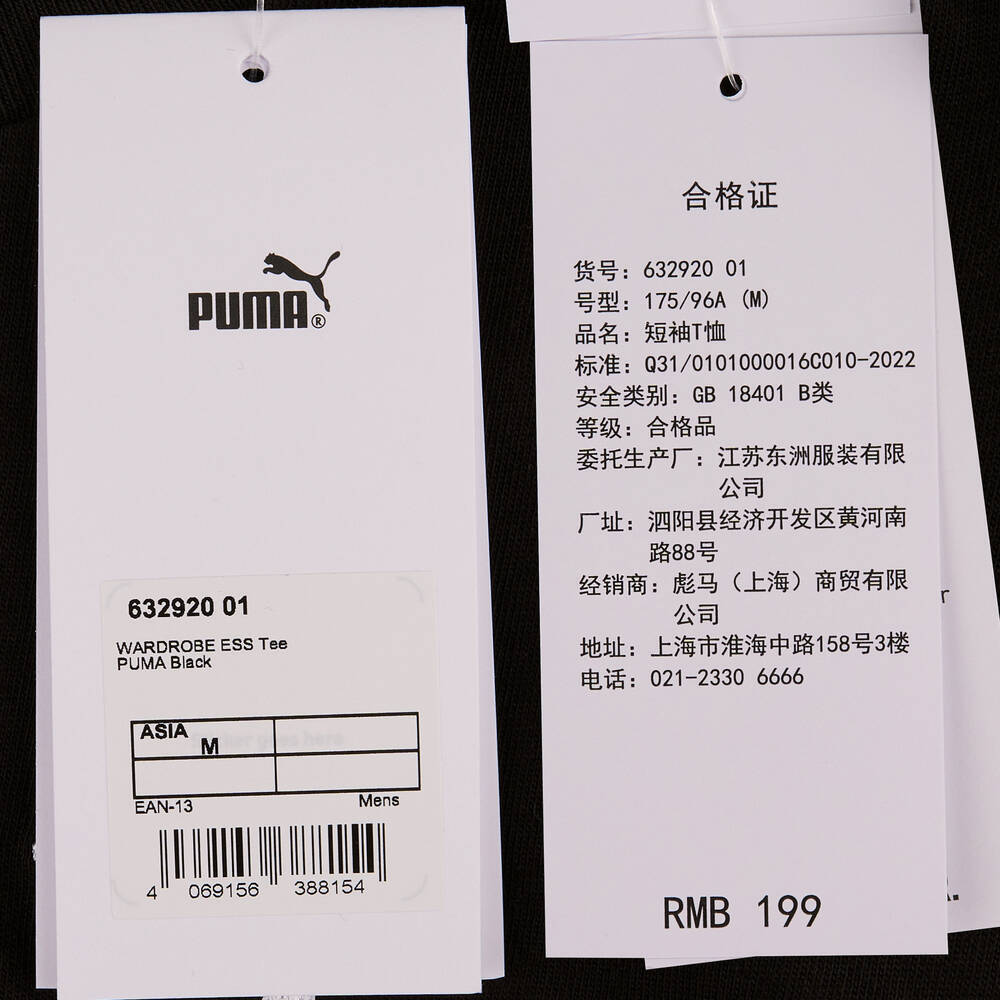 PUMA®
632920 01
WARDROBE ESS Tee
PUMA Black
ASIA
M
EAN-13 Mens
4 069156 388154
合格证
货号：632920 01
号型：175/96A (M)
品名：短袖T恤
标准：Q31/0101000016C010-2022
安全类别：GB 18401 B类
等级：合格品
委托生产厂：江苏东洲服装有限
公司
厂址：泗阳县经济开发区黄河南
路88号
经销商：彪马（上海）商贸有限
公司
地址：上海市淮海中路158号3楼
电话：021-2330 6666
RMB 199